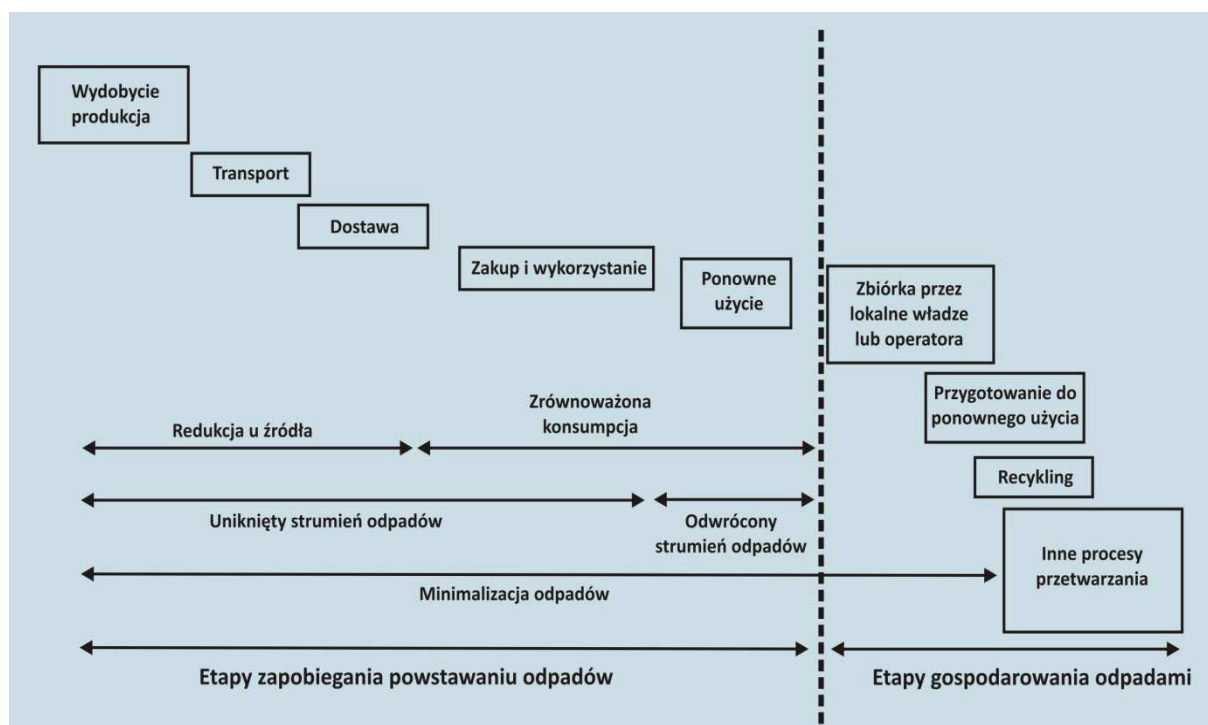 Wydobycie
produkcja
Transport
Dostawa
Zakup i wykorzystanie
Ponowne
użycie
Zbiórka przez
lokalne władze
lub operatora
Przygotowanie do
ponownego użycia
Recykling
Inne procesy
przetwarzania
Redukcja u źródła
Zrównoważona
konsumpcja
Uniknięty strumień odpadów
Odwrócony
strumień odpadów
Minimalizacja odpadów
Etapy zapobiegania powstawaniu odpadów
Etapy gospodarowania odpadami